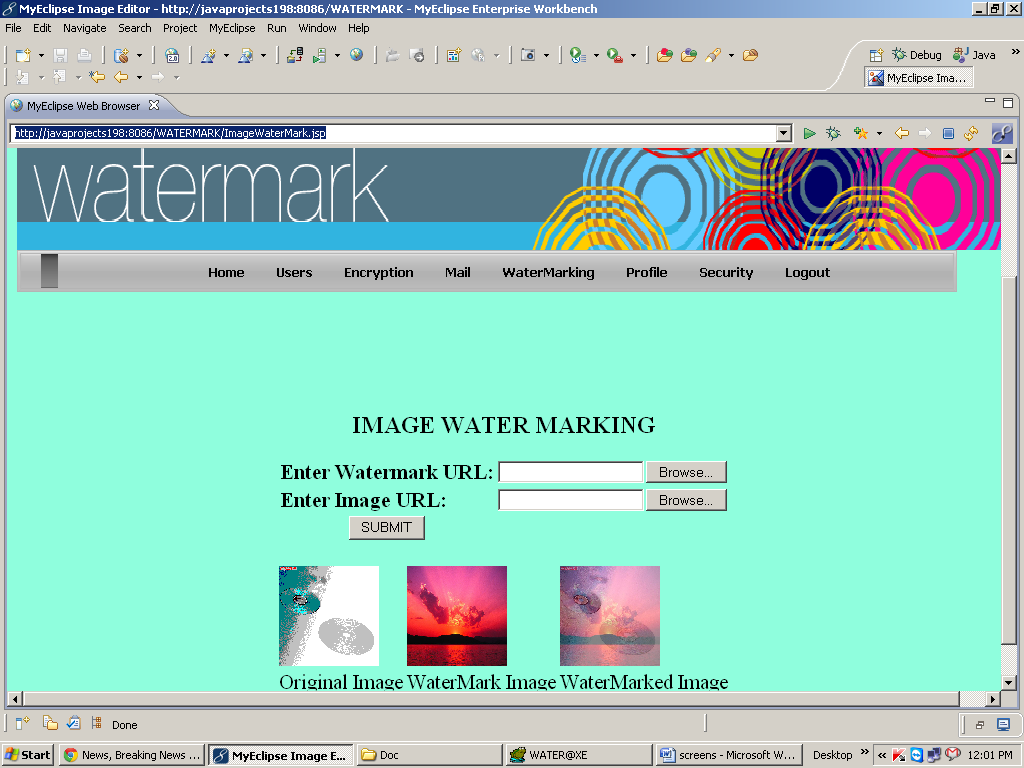 MyEclipse Image Editor - http://javaprojects198:8086/WATERMARK - MyEclipse Enterprise Workbench
File Edit Navigate Search Project MyEclipse Run Window Help
2.0
Debug Java »
MyEclipse Ima...
MyEclipse Web Browser
http://javaprojects198:8086/WATERMARK/ImageWaterMark.jsp
watermark
Home Users Encryption Mail WaterMarking Profile Security Logout
IMAGE WATER MARKING
Enter Watermark URL: Browse...
Enter Image URL: Browse...
SUBMIT
Original Image WaterMark Image WaterMarked Image
Done
Start News, Breaking News ... MyEclipse Image E... Doc WATER@XE screens - Microsoft W... Desktop » « 12:01 PM